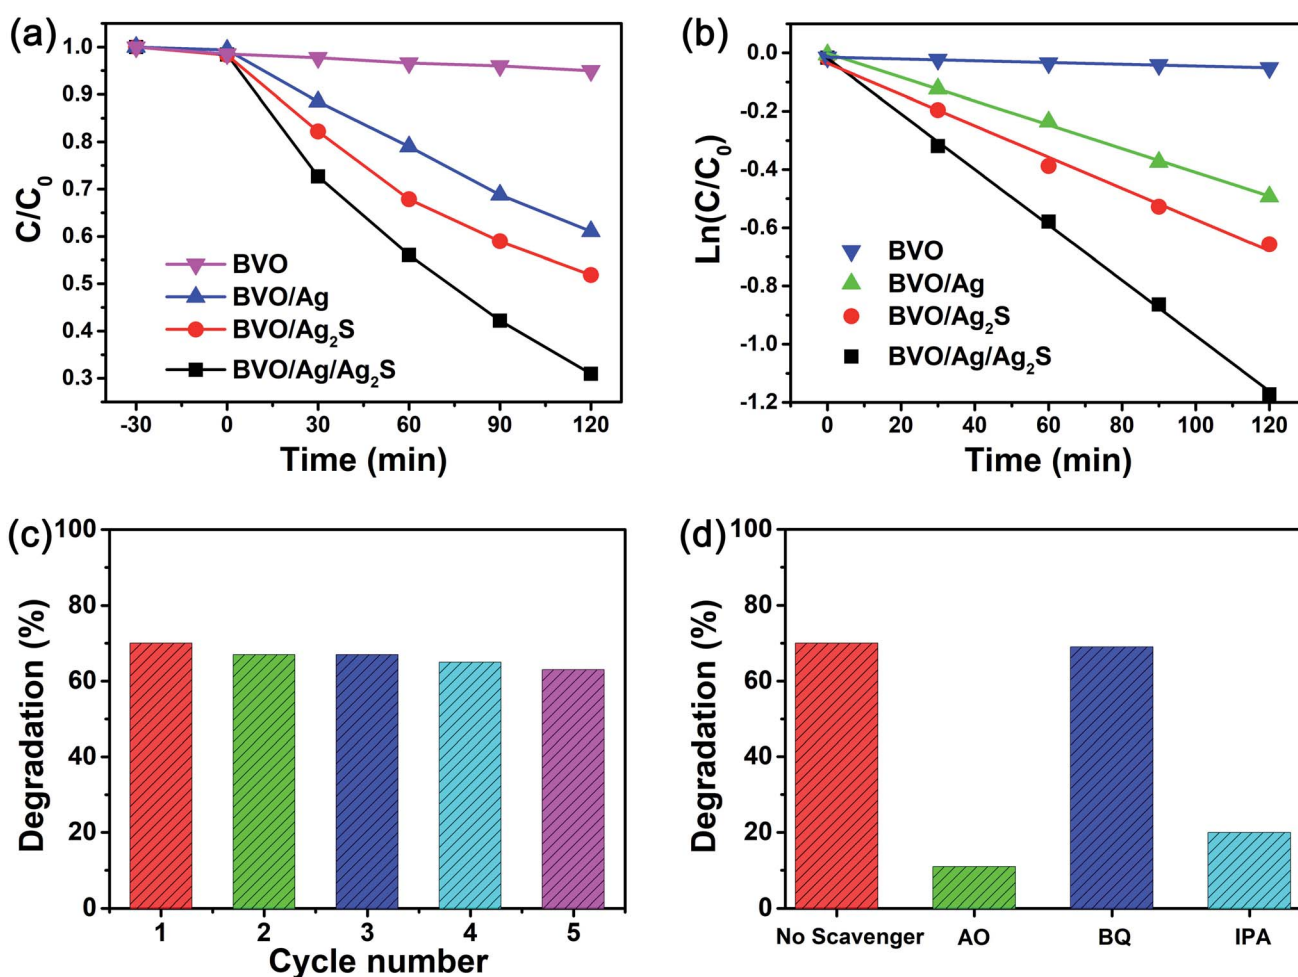 (a)
1.0
0.9
0.8
0.7
0.6
0.5
0.4
0.3
C/C₀
BVO
BVO/Ag
BVO/Ag₂S
BVO/Ag/Ag₂S
-30 0 30 60 90 120
Time (min)
(b)
0.0
-0.2
-0.4
-0.6
-0.8
-1.0
-1.2
Ln(C/C₀)
BVO
BVO/Ag
BVO/Ag₂S
BVO/Ag/Ag₂S
0 20 40 60 80 100 120
Time (min)
(c)
100
80
60
40
20
0
Degradation (%)
1 2 3 4 5
Cycle number
(d)
100
80
60
40
20
0
Degradation (%)
No Scavenger AO BQ IPA